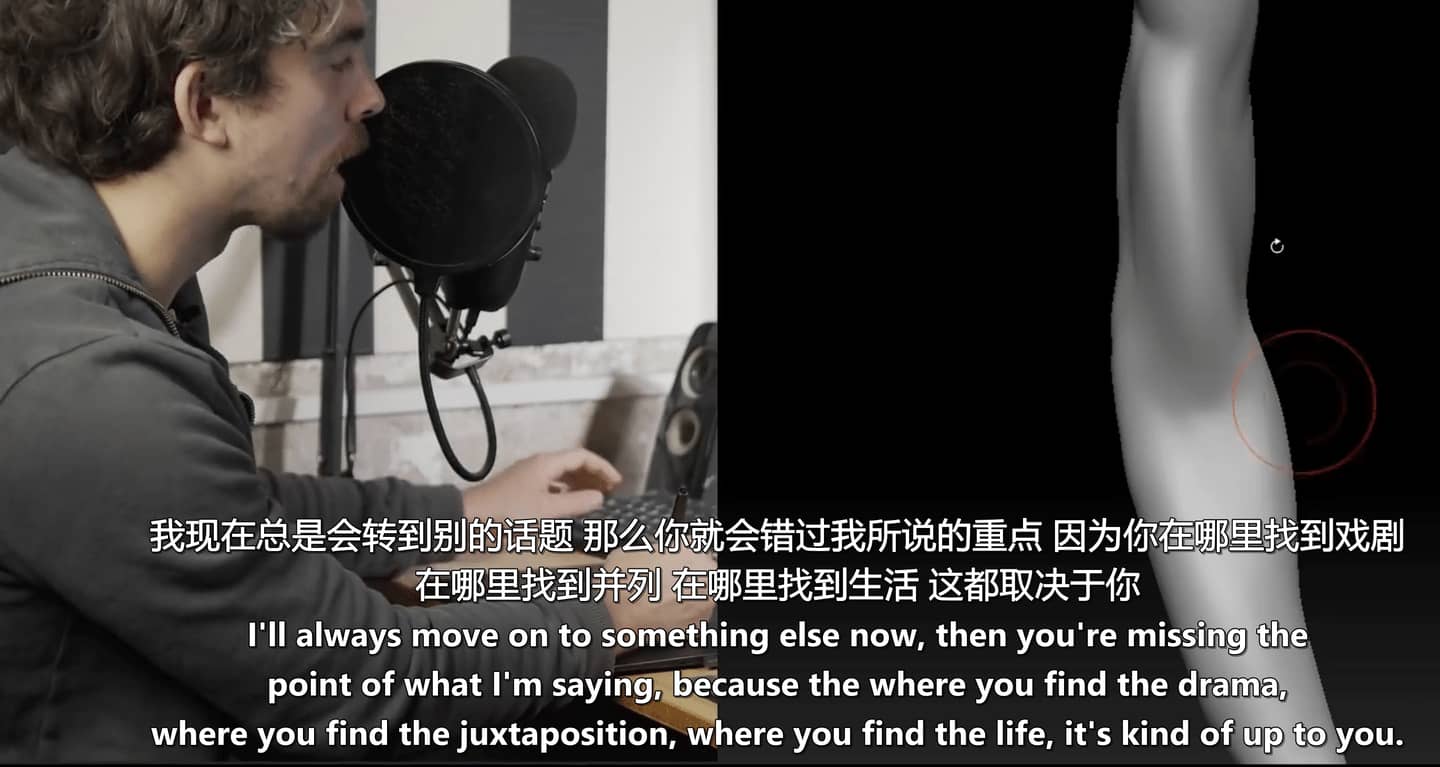 我现在总是会转到别的话题 那么你就会错过我所说的重点 因为你在哪里找到戏剧
在哪里找到并列 在哪里找到生活 这都取决于你
I'll always move on to something else now, then you're missing the
point of what I'm saying, because the where you find the drama,
where you find the juxtaposition, where you find the life, it's kind of up to you.